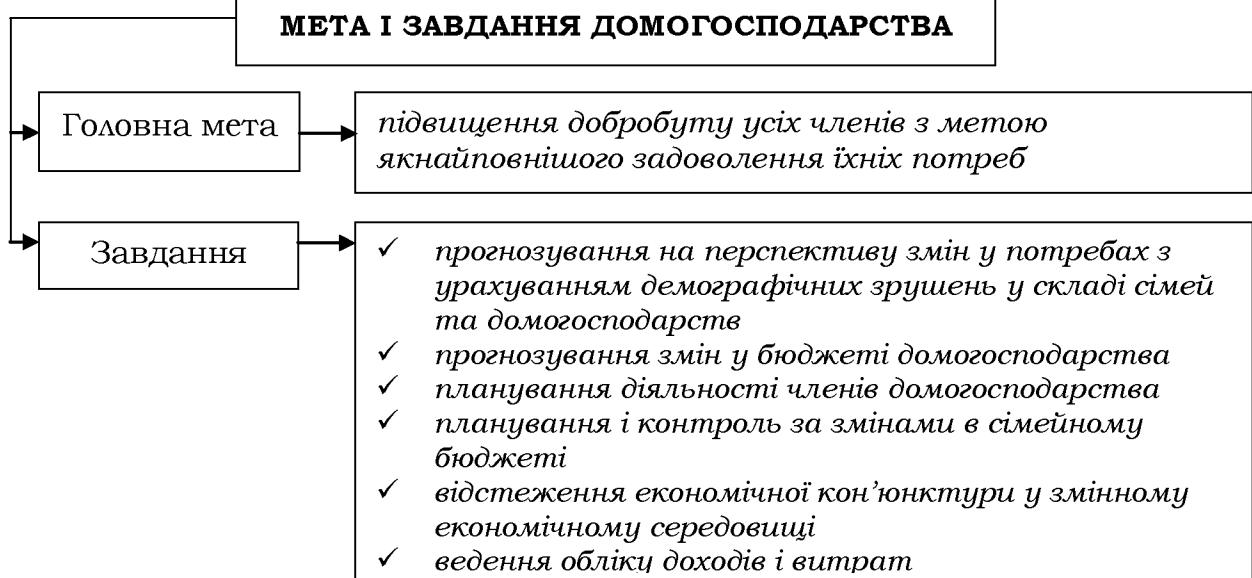 МЕТА І ЗАВДАННЯ ДОМОГОСПОДАРСТВА
Головна мета
підвищення добробуту усіх членів з метою
якнайповнішого задоволення їхніх потреб
Завдання
✓ прогнозування на перспективу змін у потребах з
урахуванням демографічних зрушень у складі сімей
та домогосподарств
✓ прогнозування змін у бюджеті домогосподарства
✓ планування діяльності членів домогосподарства
✓ планування і контроль за змінами в сімейному
бюджеті
✓ відстеження економічної кон’юнктури у змінному
економічному середовищі
✓ ведення обліку доходів і витрат